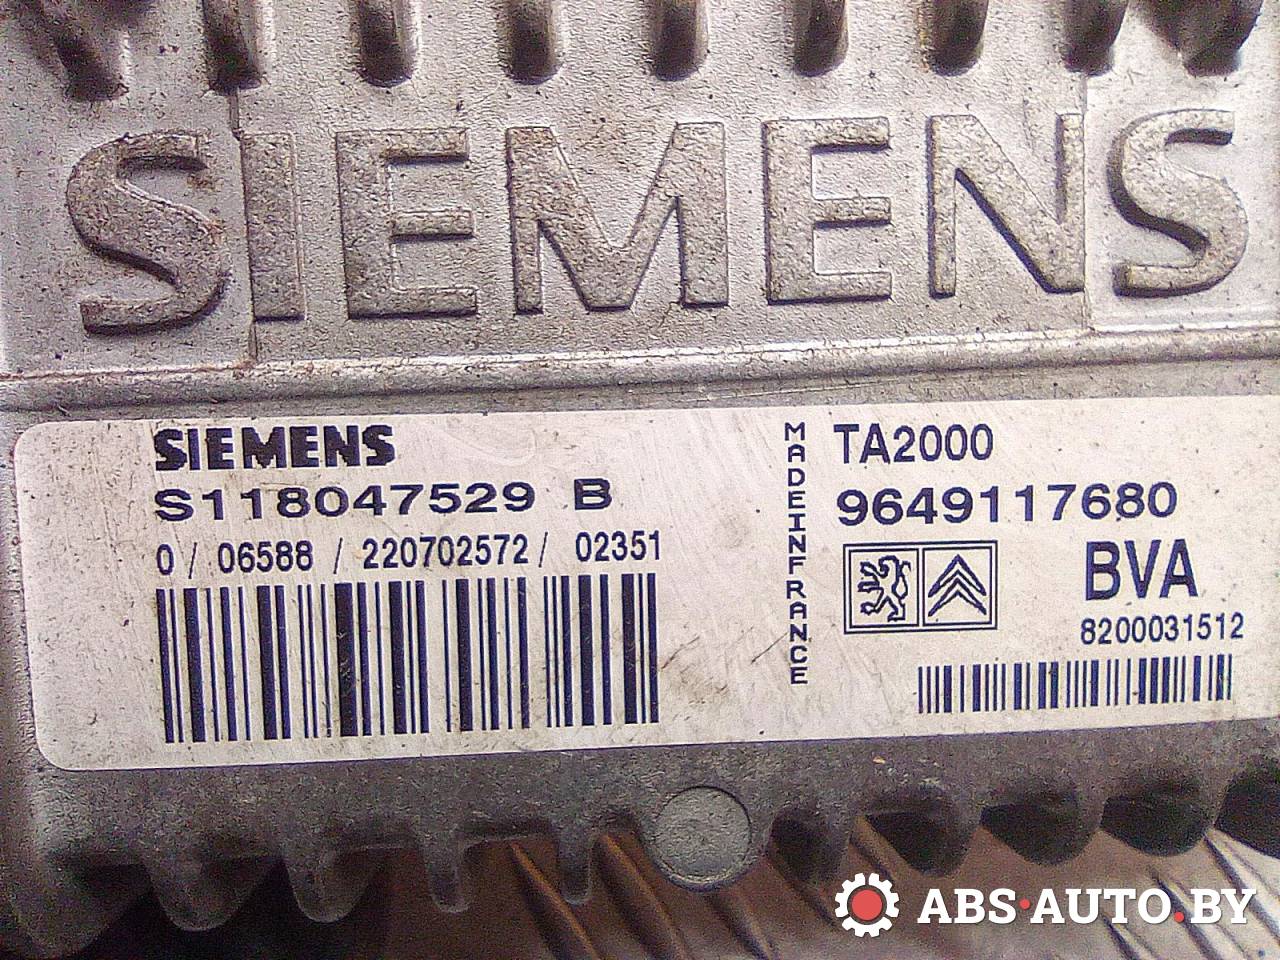 SIEMENS
SIEMENS
S118047529 B
0 / 06588 / 220702572 / 02351
MADEINFRANCE
TA2000
9649117680
BVA
8200031512
ABS·AUTO.BY